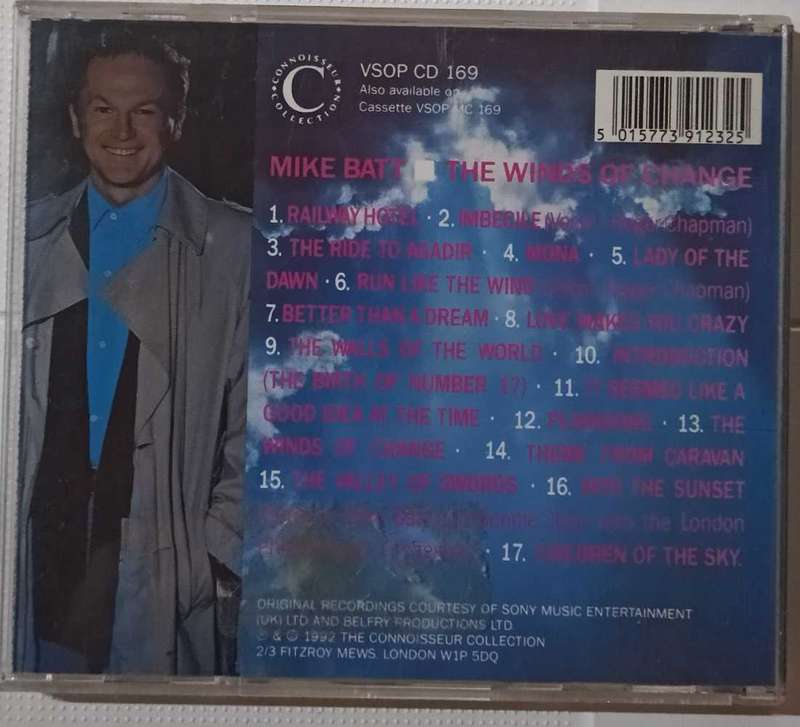 CONNOISSEUR
C
COLLECTION
VSOP CD 169
Also available on
Cassette VSOP MC 169
5 015773 912325
MIKE BATT THE WINDS OF CHANGE
1. RAILWAY HOTEL · 2. IMBECILE (Vocal: Roger Chapman)
3. THE RIDE TO AGADIR · 4. MONA · 5. LADY OF THE
DAWN · 6. RUN LIKE THE WIND (Vocal: Roger Chapman)
7. BETTER THAN A DREAM · 8. LOVE MAKES YOU CRAZY
9. THE WALLS OF THE WORLD · 10. INTRODUCTION
(THE BIRTH OF NUMBER 17) · 11. IT SEEMED LIKE A
GOOD IDEA AT THE TIME · 12. · 13. THE
WINDS OF CHANGE · 14. THEME FROM CARAVAN
15. THE VALLEY OF SWORDS · 16. INTO THE SUNSET
with the London
· 17. CHILDREN OF THE SKY.
ORIGINAL RECORDINGS COURTESY OF SONY MUSIC ENTERTAINMENT
(UK) LTD AND BELFRY PRODUCTIONS LTD.
℗ & © 1992 THE CONNOISSEUR COLLECTION
2/3 FITZROY MEWS, LONDON W1P 5DQ